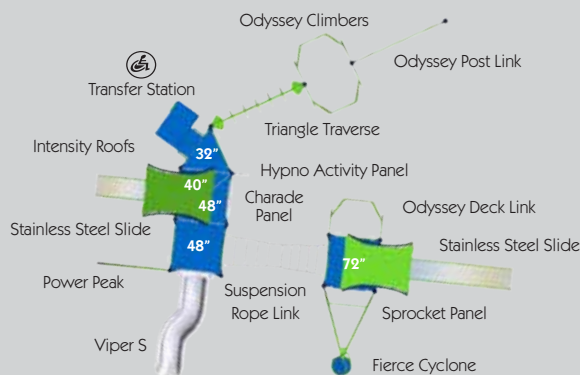 Odyssey Climbers
Odyssey Post Link
Transfer Station
Triangle Traverse
Intensity Roofs
32"
Hypno Activity Panel
40"
48"
Charade
Panel
Odyssey Deck Link
Stainless Steel Slide
48"
Stainless Steel Slide
72"
Power Peak
Suspension
Rope Link
Sprocket Panel
Viper S
Fierce Cyclone